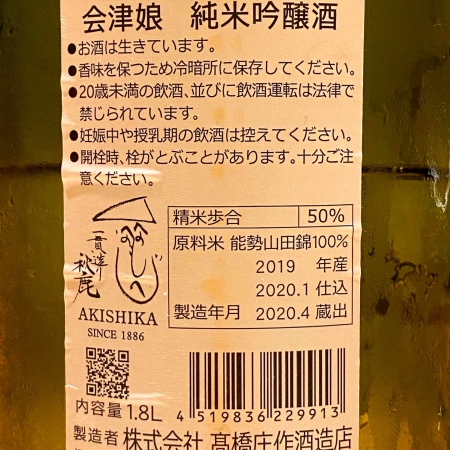 会津娘 純米吟醸酒
●お酒は生きています。
●香味を保つため冷暗所に保存してください。
●20歳未満の飲酒、並びに飲酒運転は法律で
禁じられています。
●妊娠中や授乳期の飲酒は控えてください。
●開栓時、栓がとぶことがあります。十分ご注
意ください。
精米歩合 50%
原料米 能勢山田錦100%
2019 年産
2020.1 仕込
製造年月 2020.4 蔵出
一貫造り
秋鹿
AKISHIKA
SINCE 1886
内容量 1.8L
4 519836 229913
製造者 株式会社 髙橋庄作酒造店